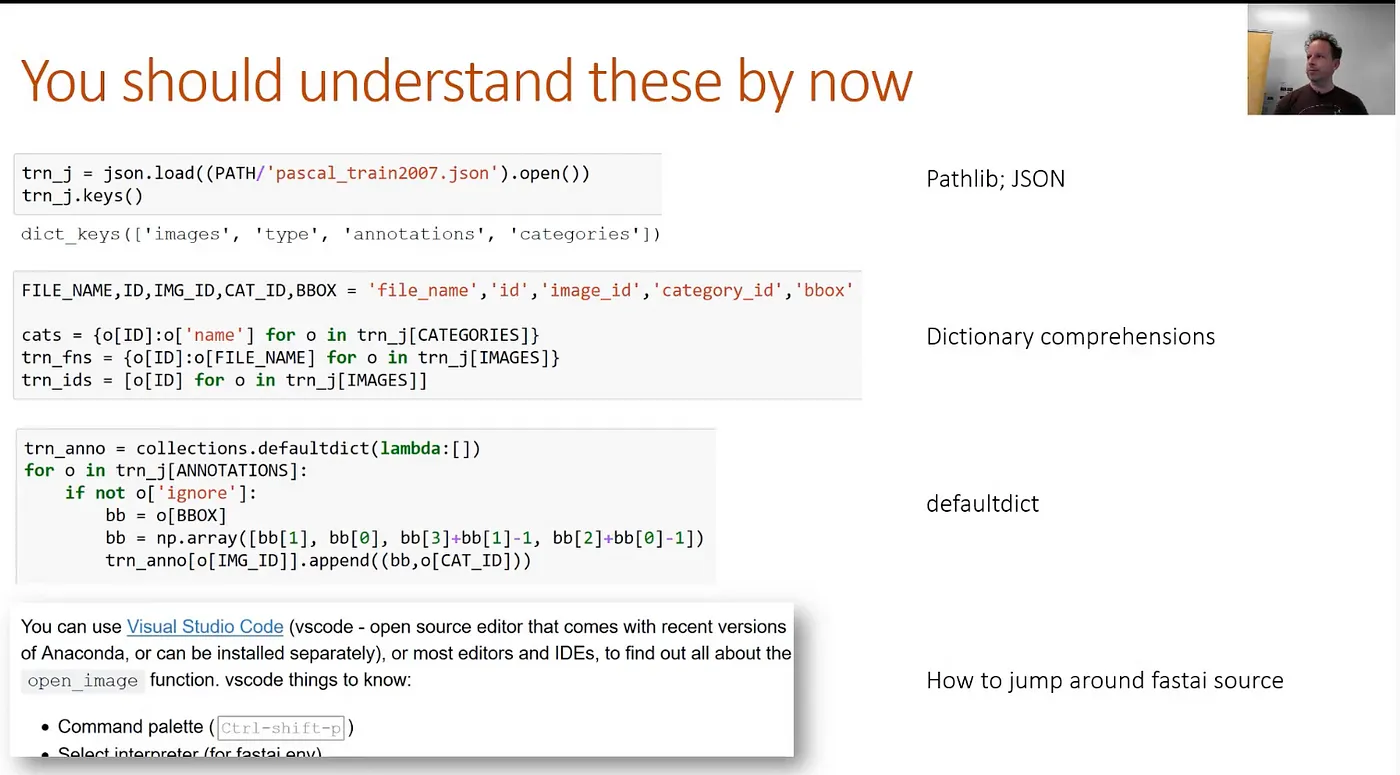 You should understand these by now
trn_j = json.load((PATH/'pascal_train2007.json').open())
trn_j.keys()
Pathlib; JSON
dict_keys(['images', 'type', 'annotations', 'categories'])
FILE_NAME,ID,IMG_ID,CAT_ID,BBOX = 'file_name','id','image_id','category_id','bbox'
cats = {o[ID]:o['name'] for o in trn_j[CATEGORIES]}
trn_fns = {o[ID]:o[FILE_NAME] for o in trn_j[IMAGES]}
trn_ids = [o[ID] for o in trn_j[IMAGES]]
Dictionary comprehensions
trn_anno = collections.defaultdict(lambda:[])
for o in trn_j[ANNOTATIONS]:
    if not o['ignore']:
        bb = o[BBOX]
        bb = np.array([bb[1], bb[0], bb[3]+bb[1]-1, bb[2]+bb[0]-1])
        trn_anno[o[IMG_ID]].append((bb,o[CAT_ID]))
defaultdict
You can use Visual Studio Code (vscode - open source editor that comes with recent versions
of Anaconda, or can be installed separately), or most editors and IDEs, to find out all about the
open_image function. vscode things to know:
How to jump around fastai source
• Command palette (Ctrl-shift-p)
• Select interpreter (for fastai env)